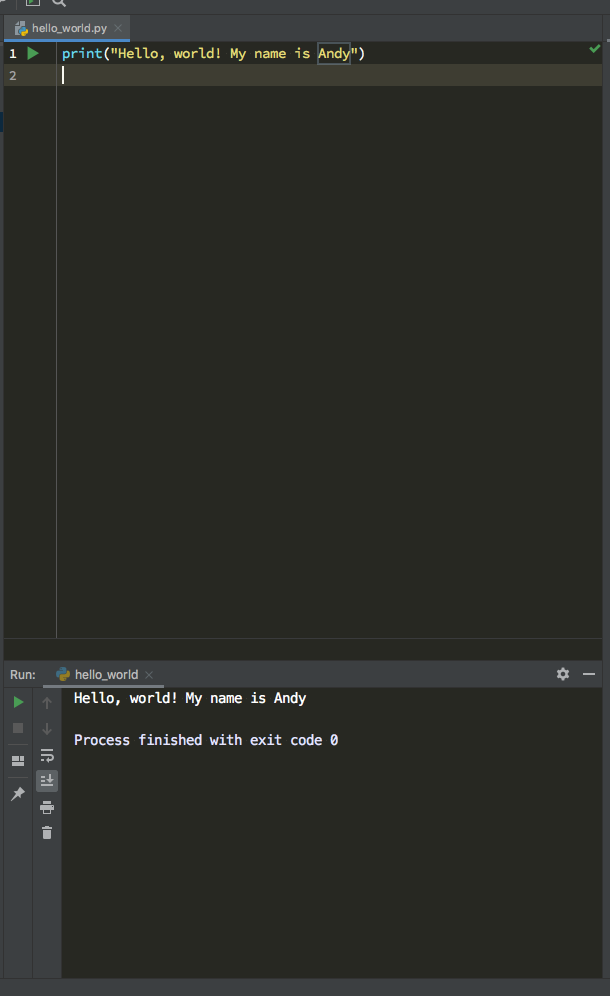 hello_world.py
1 print("Hello, world! My name is Andy")
2
Run: hello_world
Hello, world! My name is Andy
Process finished with exit code 0